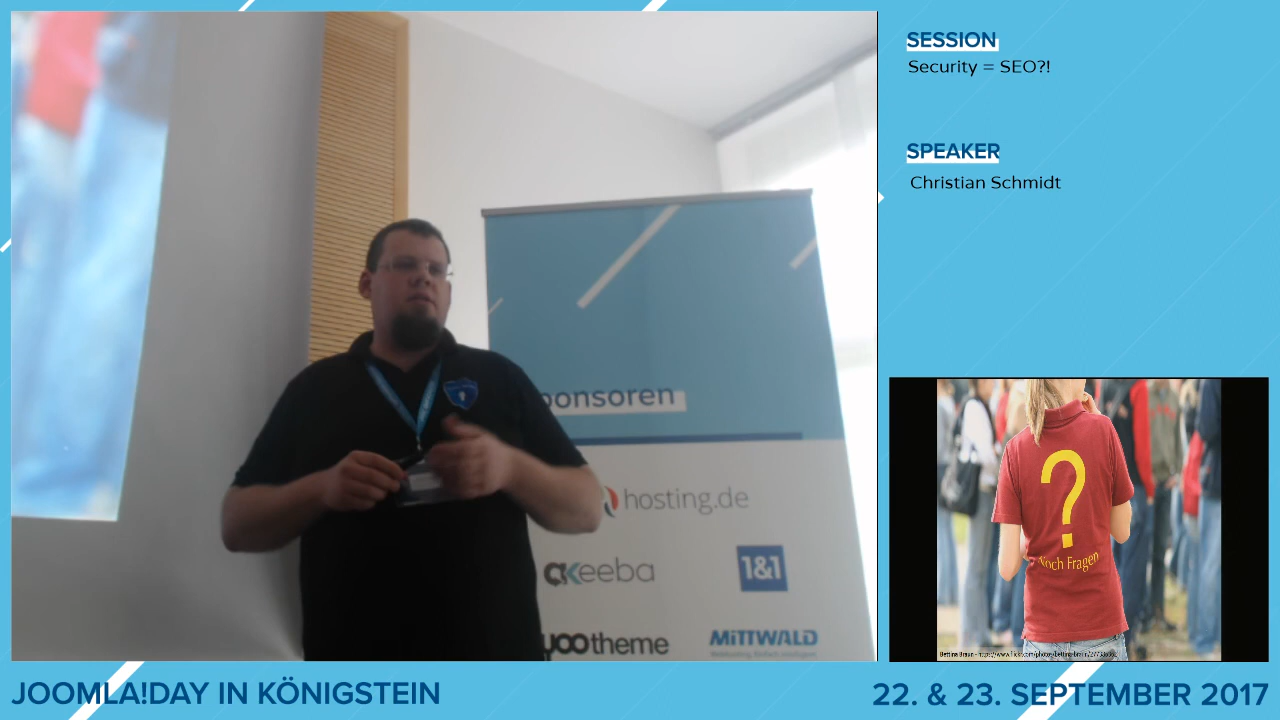 SESSION
Security = SEO?!
SPEAKER
Christian Schmidt
ponsoren
hosting.de
akeeba
1&1
yootheme
MITTWALD
?
Noch Fragen
JOOMLA!DAY IN KÖNIGSTEIN
22. & 23. SEPTEMBER 2017